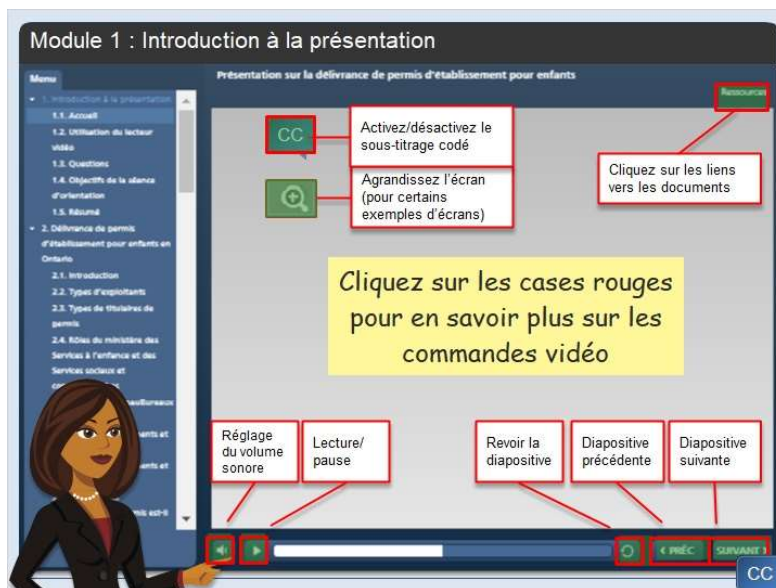 Module 1 : Introduction à la présentation
Menu
1. Introduction à la présentation
1.1. Accueil
1.2. Utilisation du lecteur
vidéo
1.3. Questions
1.4. Objectifs de la séance
d'orientation
1.5. Résumé
2. Délivrance de permis
d'établissement pour enfants en
Ontario
2.1. Introduction
2.2. Types d'exploitants
2.3. Types de titulaires de
permis
2.4. Rôles du ministère des
Services à l'enfance et des
Services sociaux et
Présentation sur la délivrance de permis d'établissement pour enfants
Ressources
CC
Activez/désactivez le
sous-titrage codé
Agrandissez l'écran
(pour certains
exemples d'écrans)
Cliquez sur les liens
vers les documents
Cliquez sur les cases rouges
pour en savoir plus sur les
commandes vidéo
Réglage
du volume
sonore
Lecture/
pause
Revoir la
diapositive
Diapositive
précédente
Diapositive
suivante
PRÉC
SUIVANT
CC